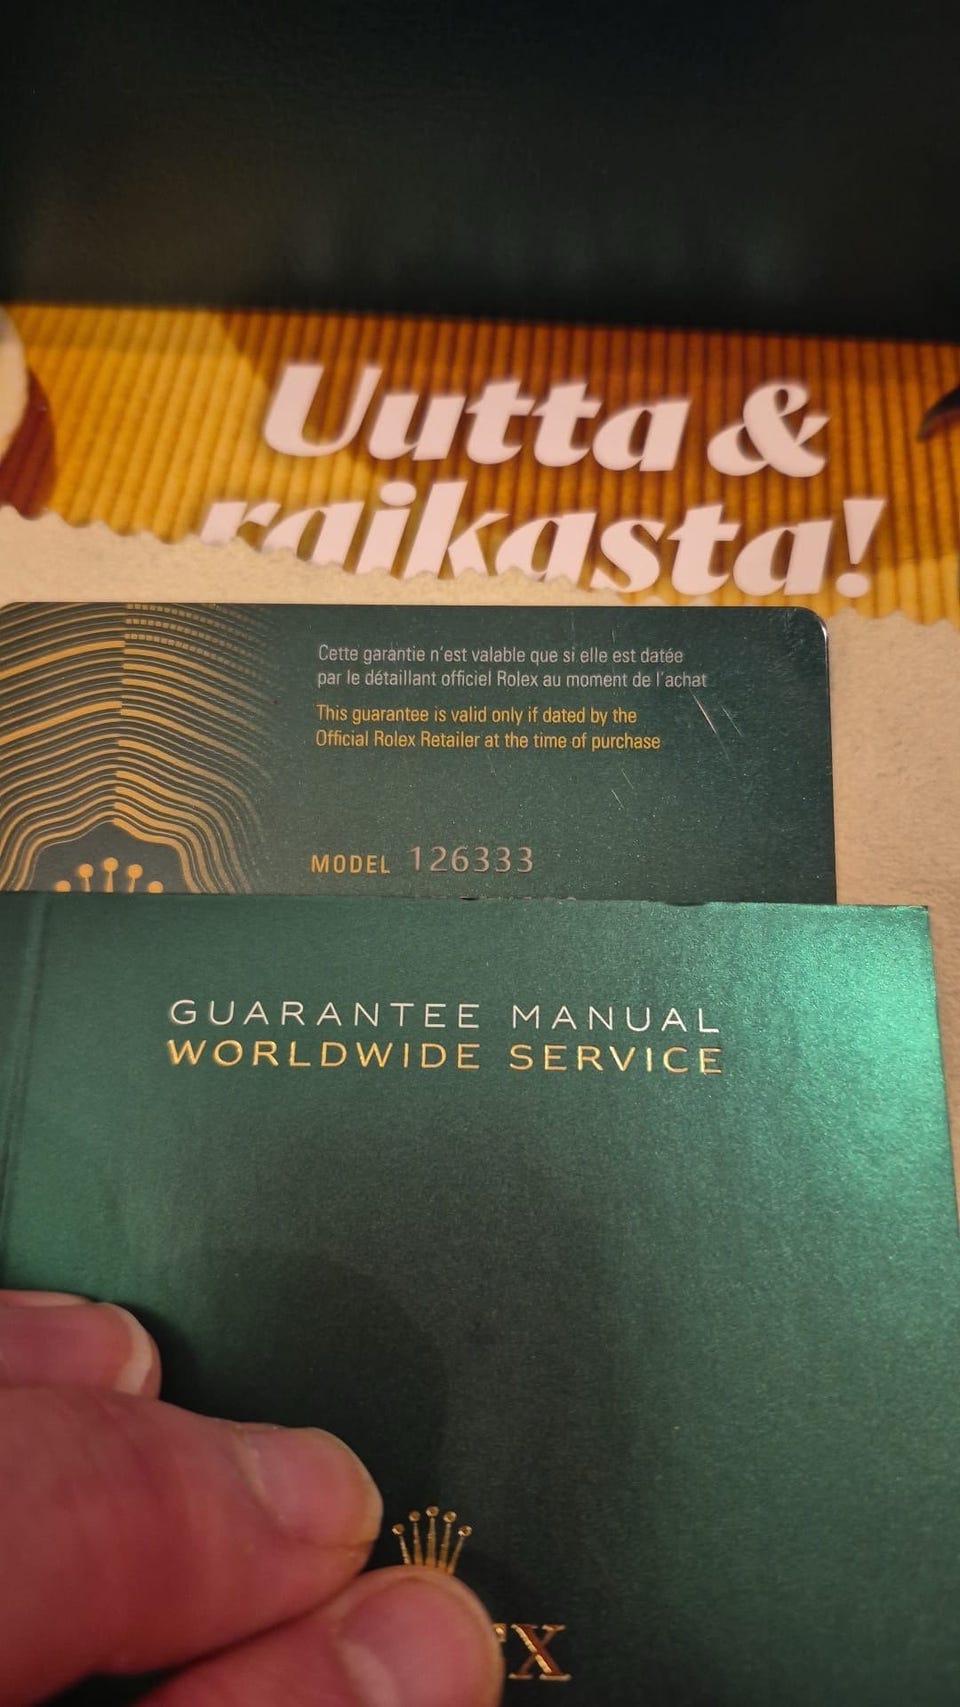 Uutta &
raikasta!
Cette garantie n'est valable que si elle est datée
par le détaillant officiel Rolex au moment de l'achat
This guarantee is valid only if dated by the
Official Rolex Retailer at the time of purchase
MODEL 126333
GUARANTEE MANUAL
WORLDWIDE SERVICE